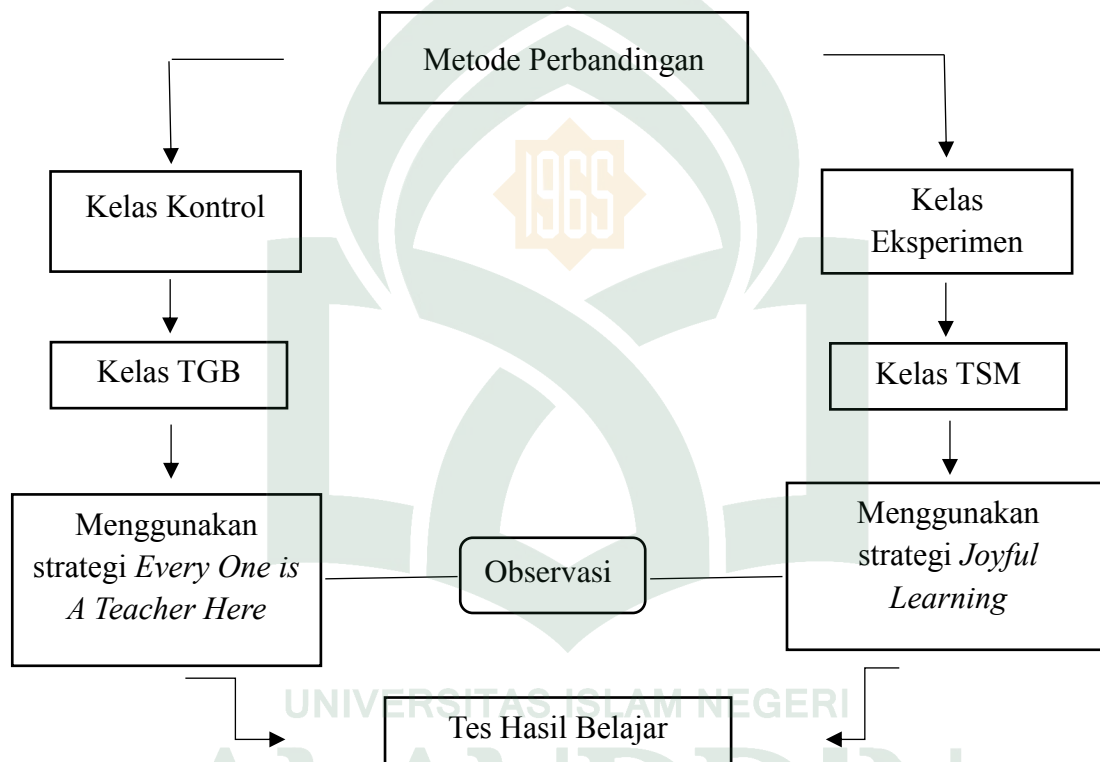 Metode Perbandingan
1965
Kelas Kontrol
Kelas
Eksperimen
Kelas TGB
Kelas TSM
Menggunakan
strategi Every One is
A Teacher Here
Observasi
Menggunakan
strategi Joyful
Learning
UNIVERSITAS ISLAM NEGERI
Tes Hasil Belajar